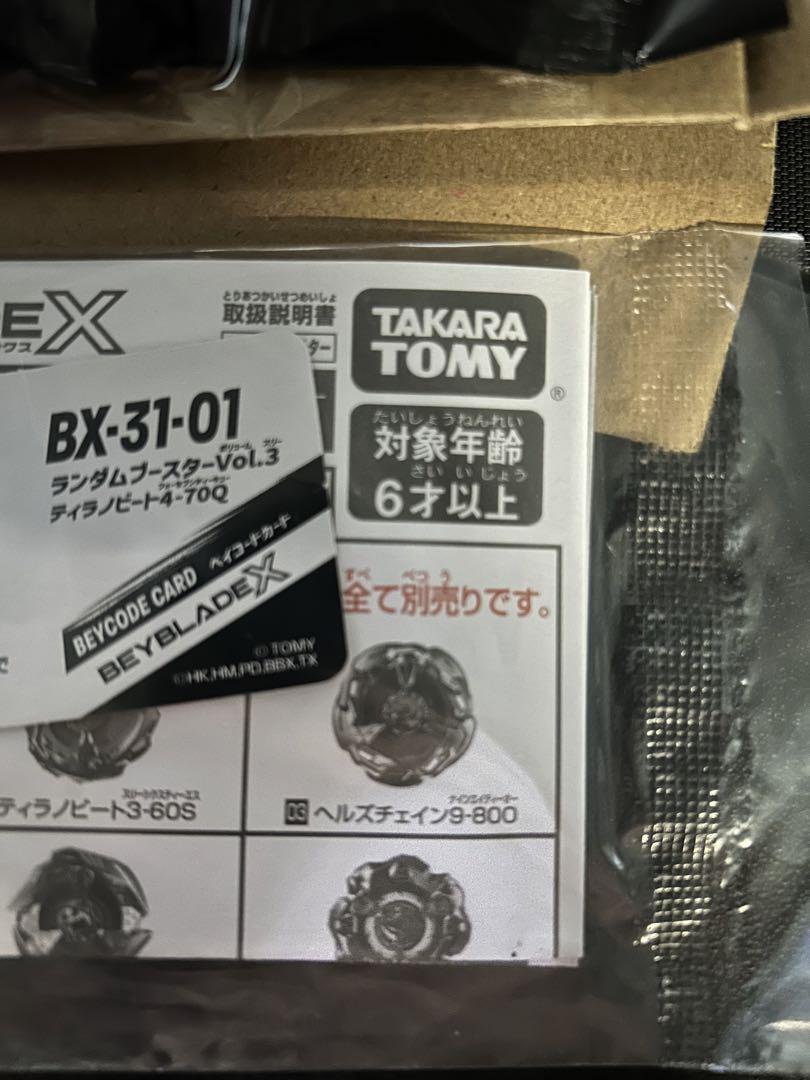 EX
クス
とりあつかいせつめいしょ
取扱説明書
ター
TAKARA
TOMY
®
たいしょうねんれい
対象年齢
さい いじょう
6才以上
BX-31-01
ボリューム スリー
ランダムブースターVol.3
フォーセブンティーキュー
ティラノビート4-70Q
BEYCODE CARD ベイコードカード
BEYBLADE X
© TOMY
©HK,HM,PD,BBX,TX
すべ べつ う
全て別売りです。
スリーシックスティーエス
ティラノビート3-60S
ナインエイティーオー
03 ヘルズチェイン9-80O